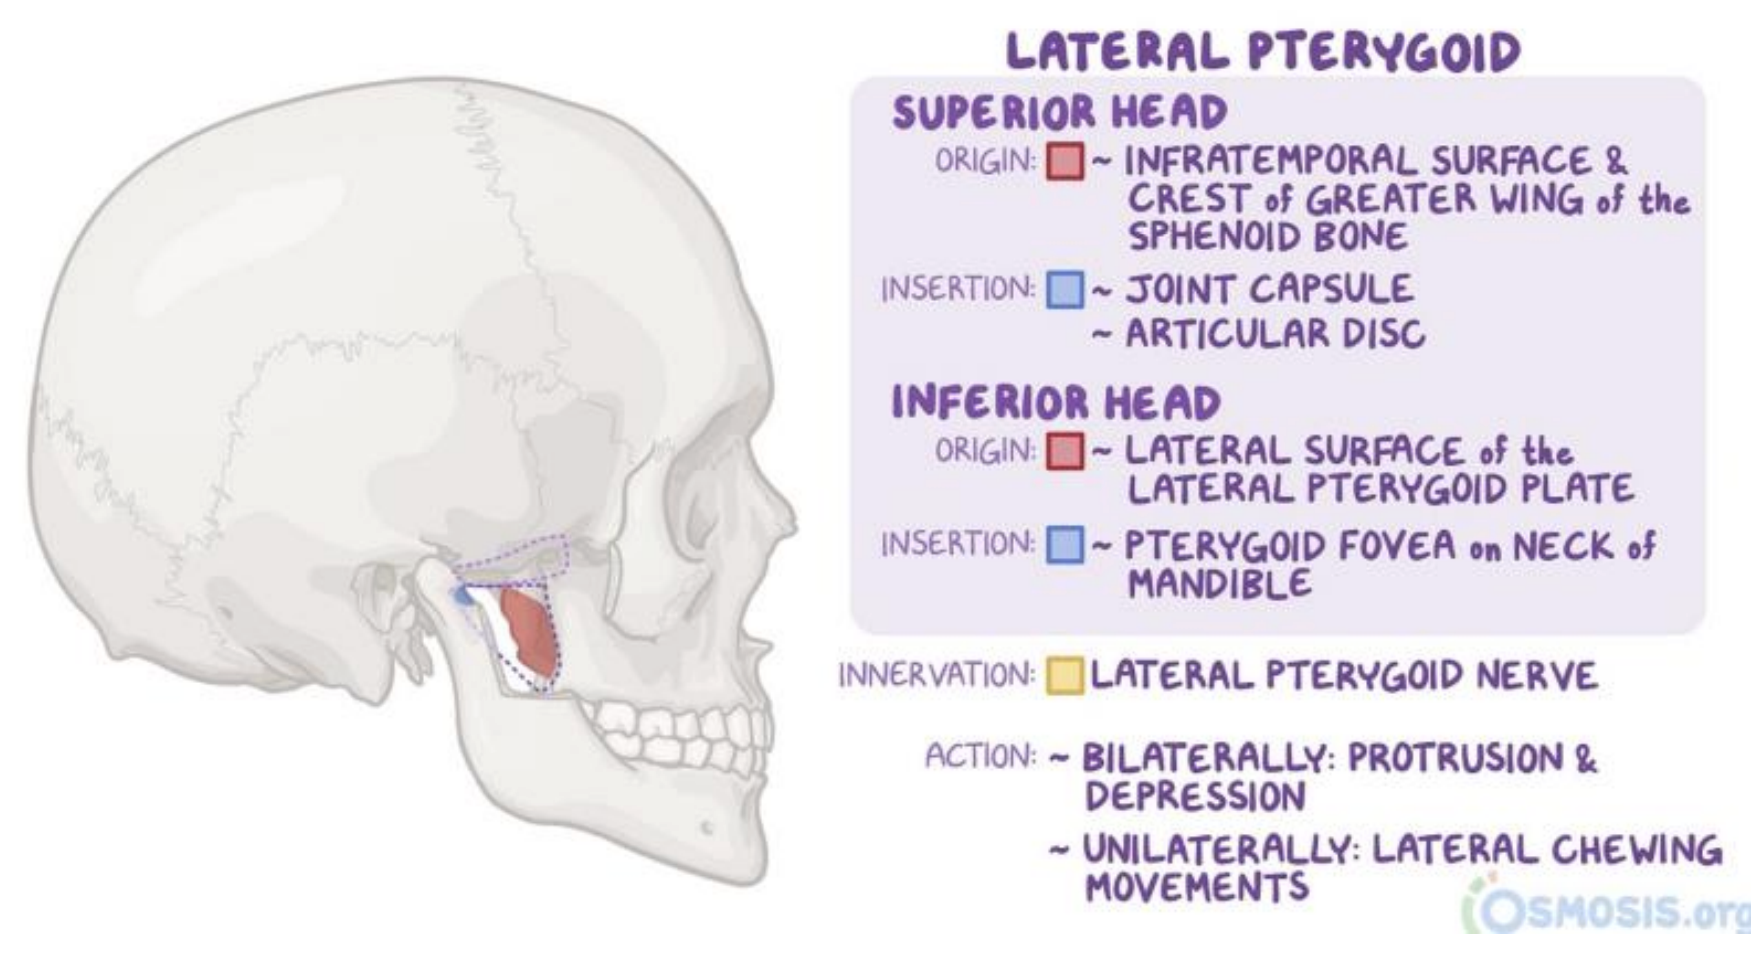 LATERAL PTERYGOID
SUPERIOR HEAD
ORIGIN: ~ INFRATEMPORAL SURFACE &
CREST of GREATER WING of the
SPHENOID BONE
INSERTION: ~ JOINT CAPSULE
~ ARTICULAR DISC
INFERIOR HEAD
ORIGIN: ~ LATERAL SURFACE of the
LATERAL PTERYGOID PLATE
INSERTION: ~ PTERYGOID FOVEA on NECK of
MANDIBLE
INNERVATION: LATERAL PTERYGOID NERVE
ACTION: ~ BILATERALLY: PROTRUSION &
DEPRESSION
~ UNILATERALLY: LATERAL CHEWING
MOVEMENTS
OSMOSIS.org